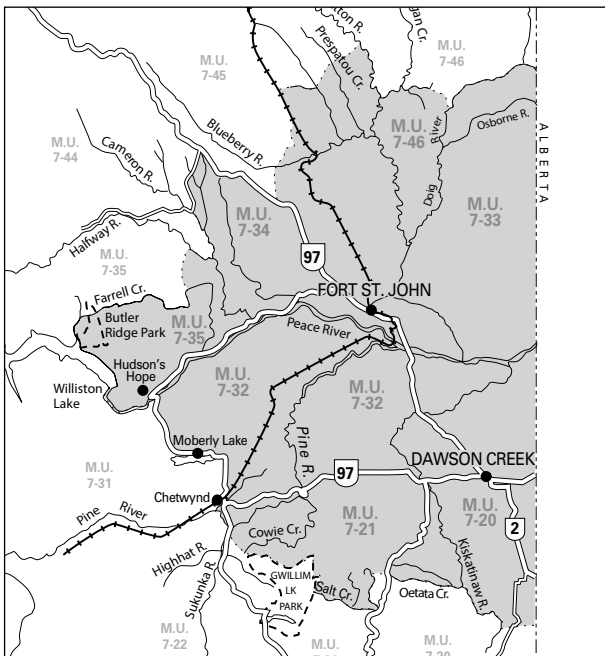 M.U.
7-45
M.U.
7-46
Prespatou Cr.
M.U.
7-46
Osborne R.
ALBERTA
Blueberry R.
M.U.
7-44
Cameron R.
Doig River
M.U.
7-33
M.U.
7-34
Halfway R.
M.U.
7-35
97
Farrell Cr.
FORT ST. JOHN
Butler
Ridge Park
M.U.
7-35
Peace River
Hudson's
Hope
M.U.
7-32
M.U.
7-32
Williston
Lake
Pine R.
Moberly Lake
DAWSON CREEK
97
M.U.
7-31
Chetwynd
M.U.
7-21
M.U.
7-20
2
Pine River
Cowie Cr.
Kiskatinaw R.
Highhat R.
GWILLIM
LK
PARK
Salt Cr.
Oetata Cr.
Sukunka R.
M.U.
7-22
M.U.
M.U.
7-20